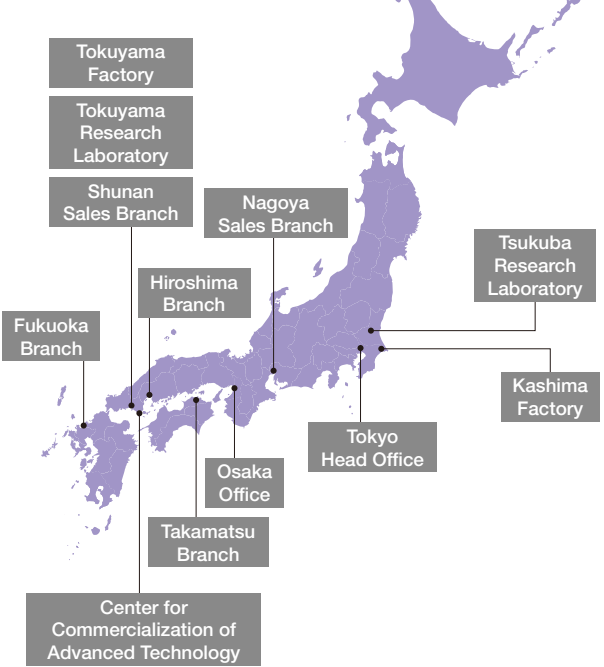 Tokuyama
Factory
Tokuyama
Research
Laboratory
Shunan
Sales Branch
Nagoya
Sales Branch
Tsukuba
Research
Laboratory
Hiroshima
Branch
Fukuoka
Branch
Kashima
Factory
Tokyo
Head Office
Osaka
Office
Takamatsu
Branch
Center for
Commercialization of
Advanced Technology